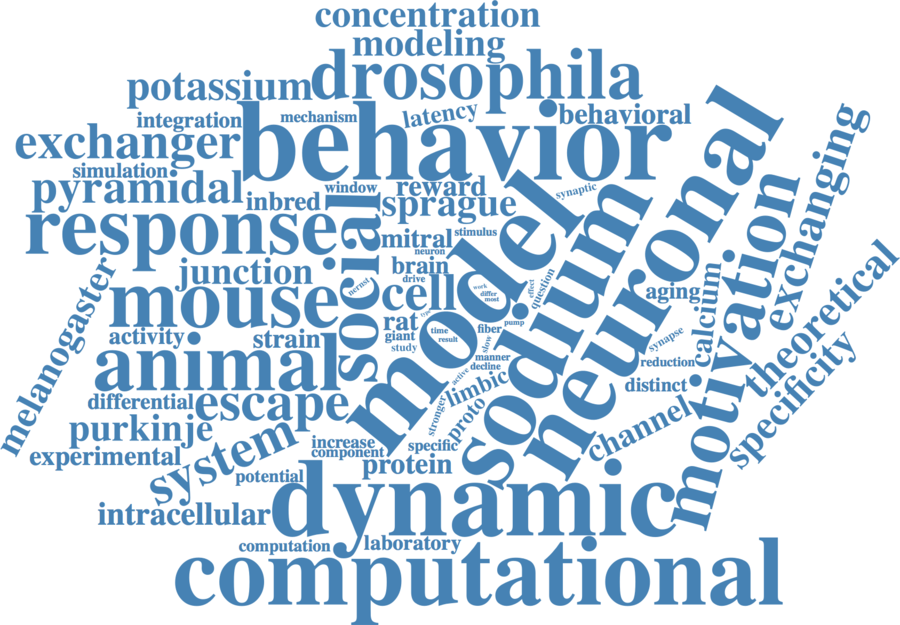 concentration
modeling
drosophila
potassium
integration
mechanism
latency
behavioral
behavior
exchanger
simulation
pyramidal
inbred
window
reward
sprague
synaptic
response
social
mitral
stimulus
neuron
brain
drive
nernst
cell
work
differ
most
effect
question
junction
mouse
model
sodium
neuronal
motivation
exchanging
theoretical
specificity
melanogaster
activity
strain
rat
giant
study
type
time
result
fiber
pump
slow
manner
decline
active
limbic
stronger
proto
aging
calcium
synapse
reduction
distinct
channel
animal
differential
escape
purkinje
experimental
system
increase
component
specific
protein
potential
intracellular
dynamic
computation
laboratory
computational